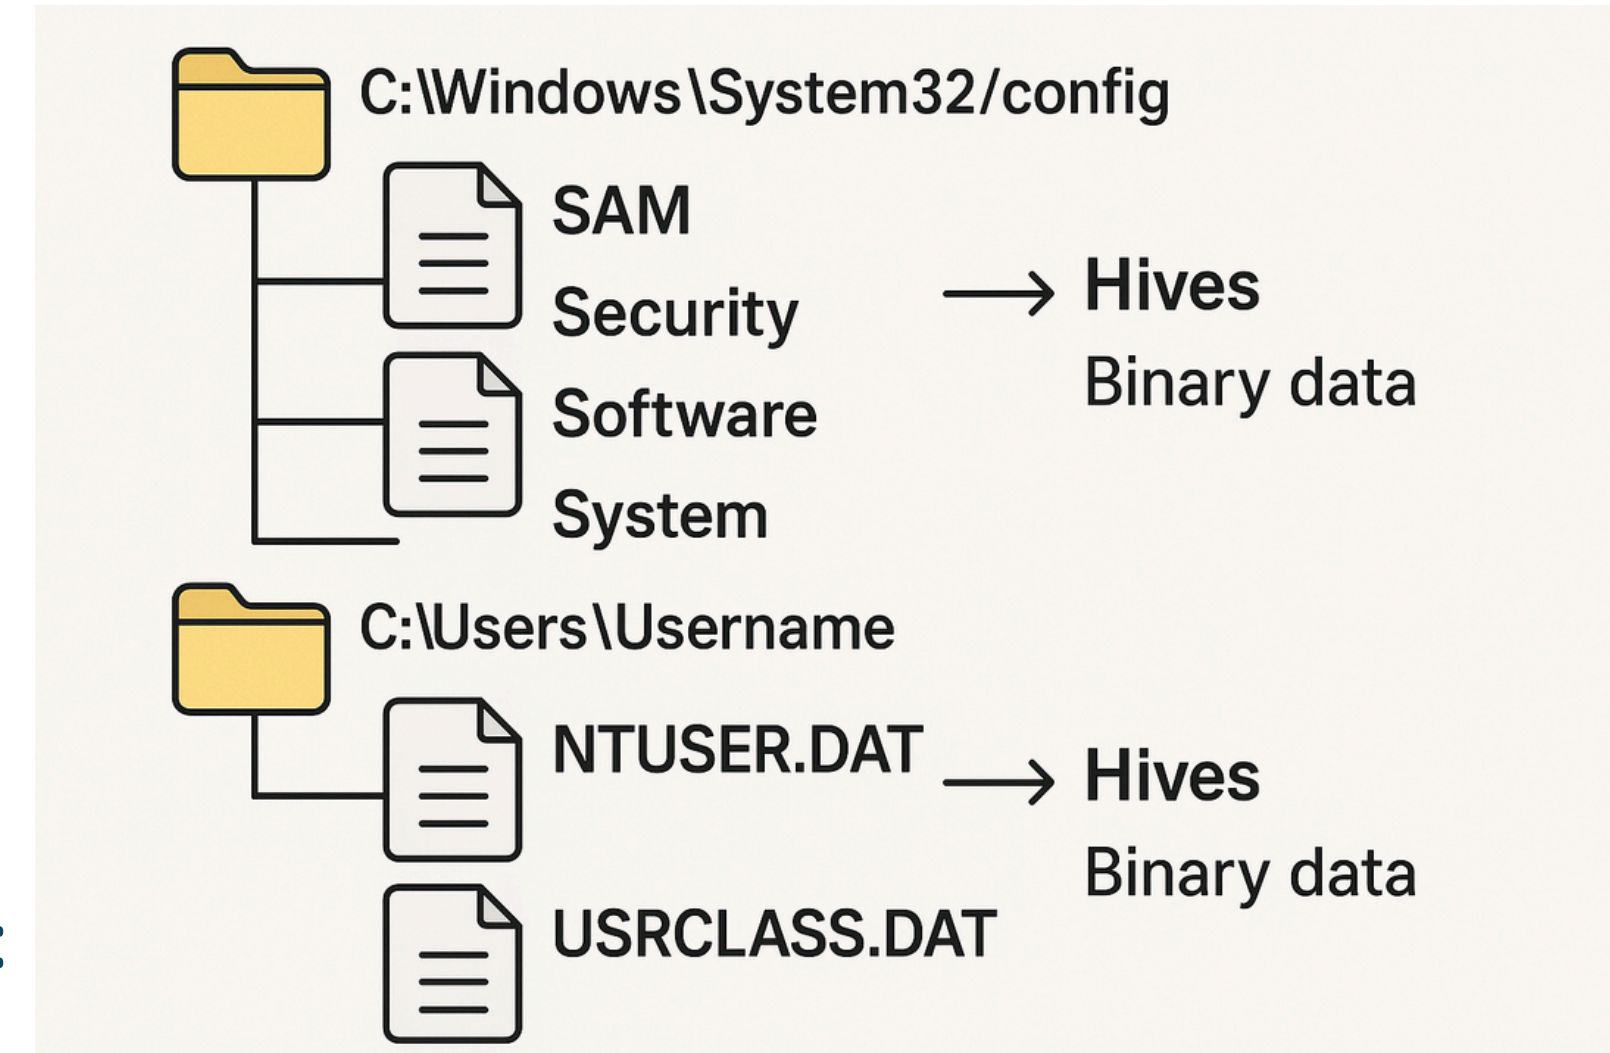 C:\Windows\System32/config
SAM
Security
Software
System
Hives
Binary data
C:\Users\Username
NTUSER.DAT
USRCLASS.DAT
Hives
Binary data